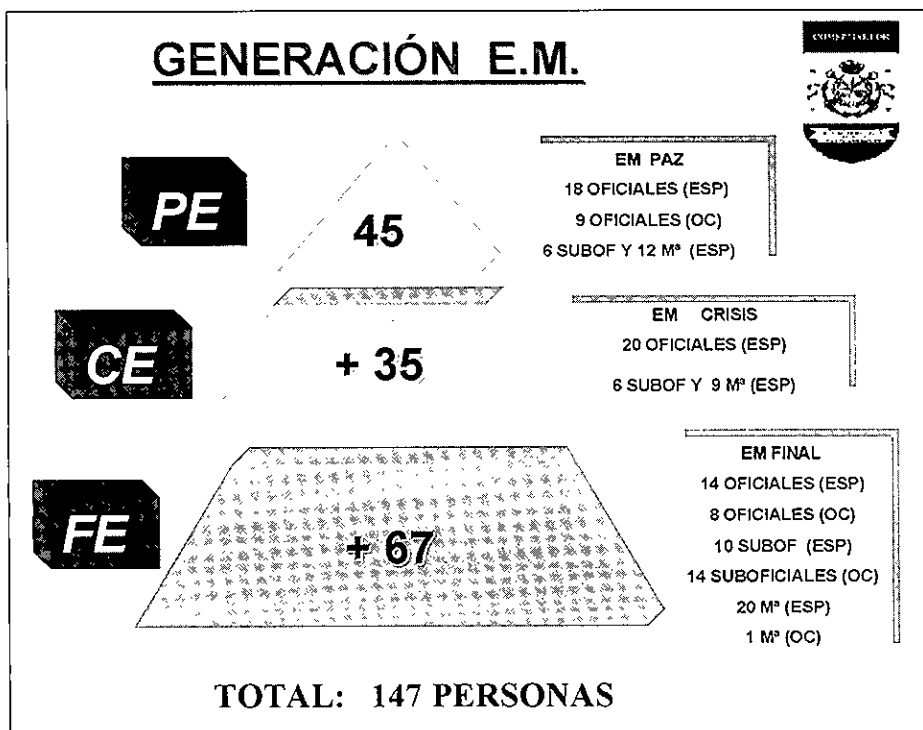 GENERACIÓN E.M.
PE
45
EM PAZ
18 OFICIALES (ESP)
9 OFICIALES (OC)
6 SUBOF Y 12 Mª (ESP)
CE
+ 35
EM CRISIS
20 OFICIALES (ESP)
6 SUBOF Y 9 Mª (ESP)
FE
+ 67
EM FINAL
14 OFICIALES (ESP)
8 OFICIALES (OC)
10 SUBOF (ESP)
14 SUBOFICIALES (OC)
20 Mª (ESP)
1 Mª (OC)
TOTAL: 147 PERSONAS